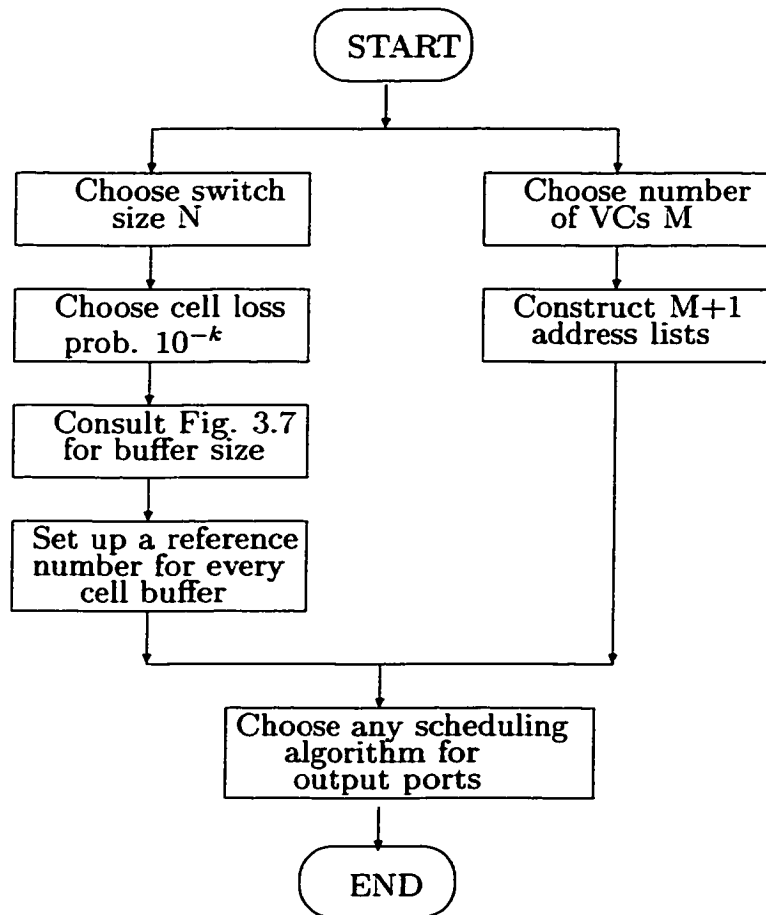 START
Choose switch
size N
Choose number
of VCs M
Choose cell loss
prob. 10^{-k}
Construct M+1
address lists
Consult Fig. 3.7
for buffer size
Set up a reference
number for every
cell buffer
Choose any scheduling
algorithm for
output ports
END